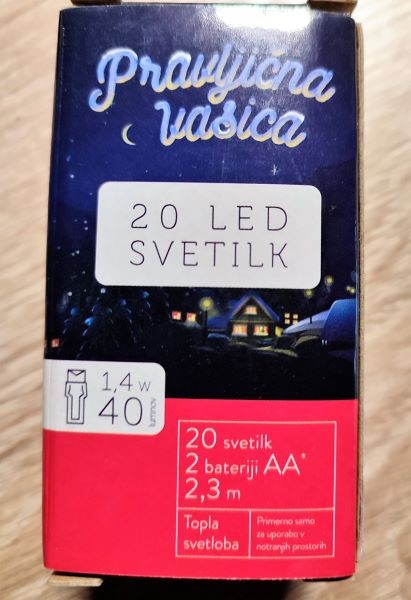 Pravljična
vasica
20 LED
SVETILK
1,4 W
40
lumnov
20 svetilk
2 bateriji AA*
2,3 m
Topla
svetloba
Primerno samo
za uporabo v
notranjih prostorih